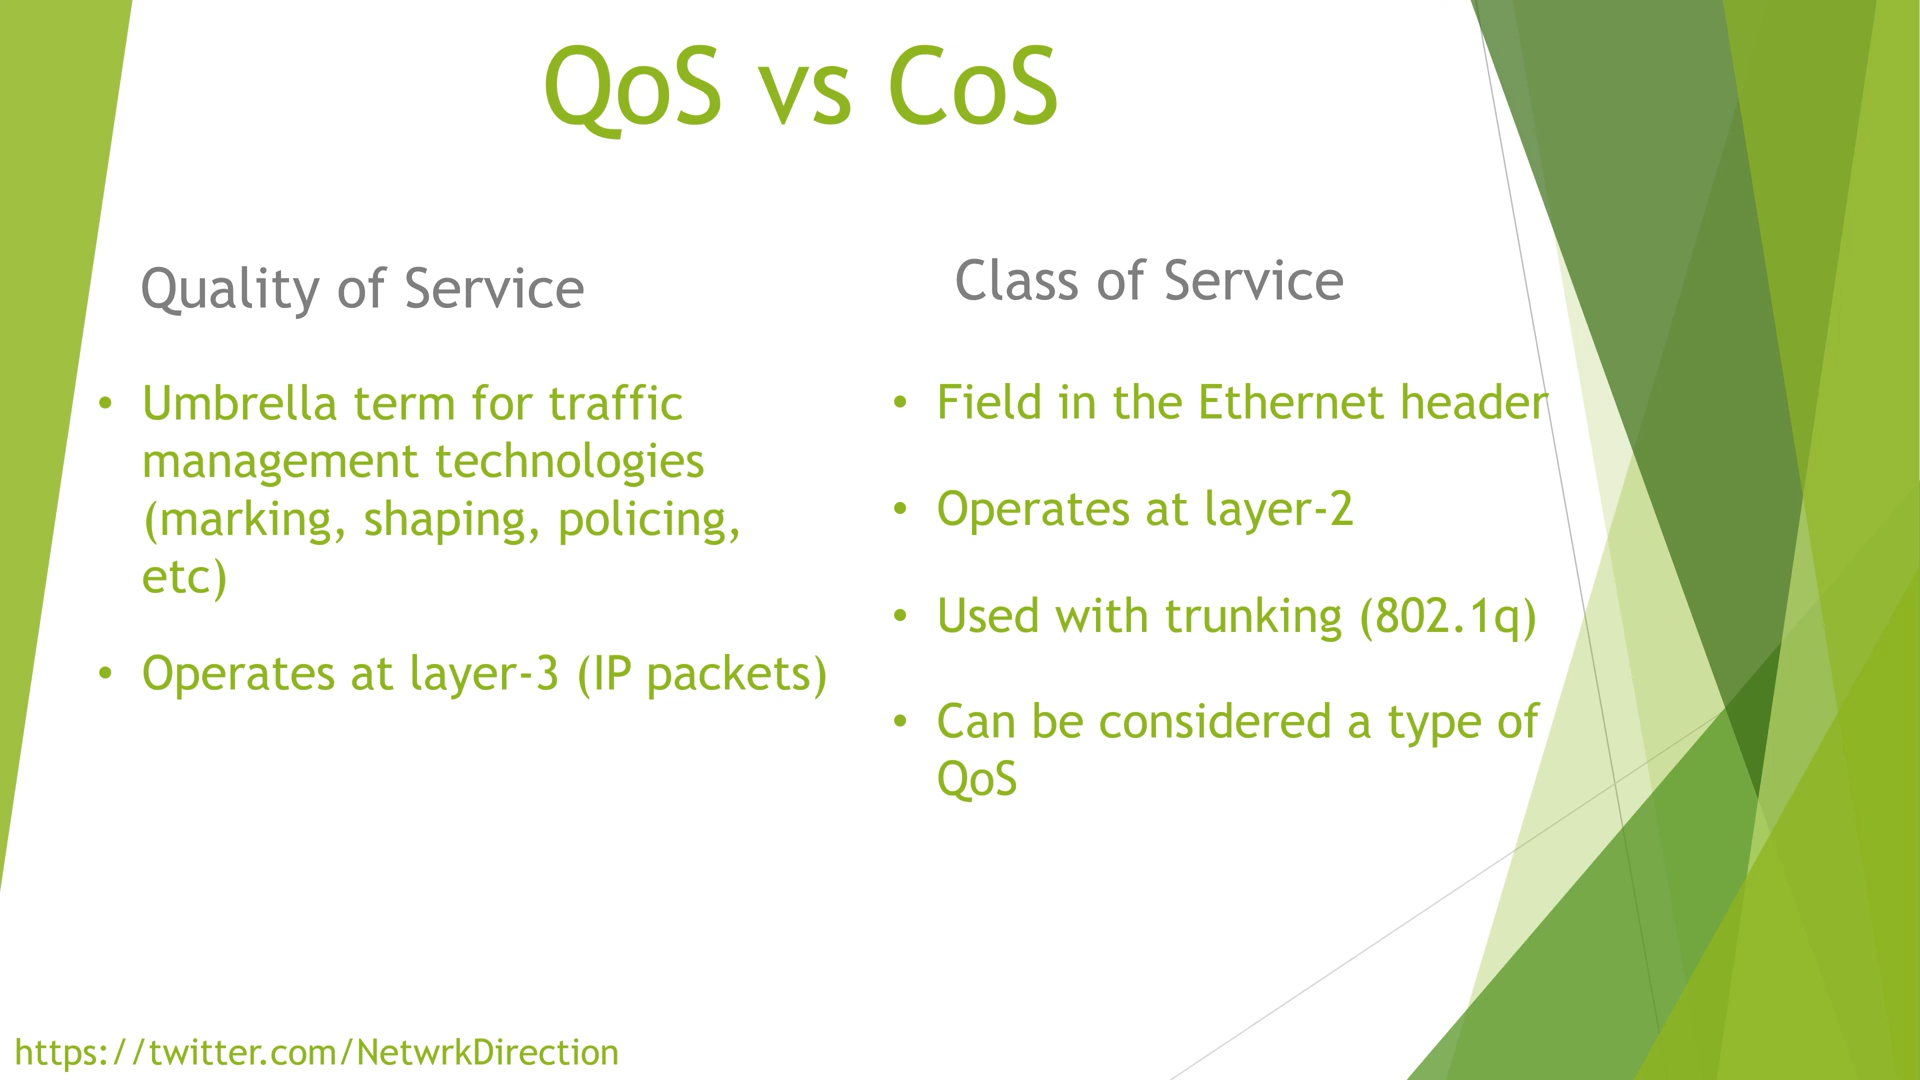 QoS vs CoS
Quality of Service
• Umbrella term for traffic
management technologies
(marking, shaping, policing,
etc)
• Operates at layer-3 (IP packets)
Class of Service
• Field in the Ethernet header
• Operates at layer-2
• Used with trunking (802.1q)
• Can be considered a type of
QoS
https://twitter.com/NetwrkDirection